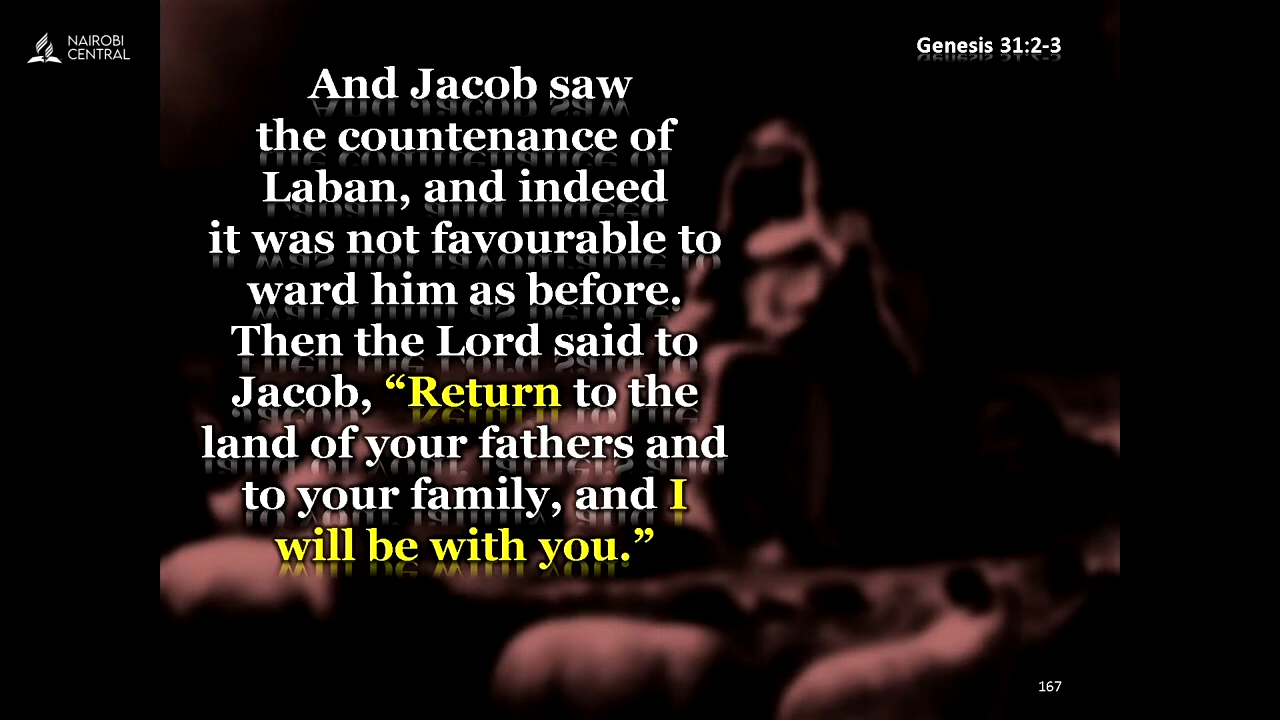 NAIROBI
CENTRAL
Genesis 31:2-3
And Jacob saw
the countenance of
Laban, and indeed
it was not favourable to
ward him as before.
Then the Lord said to
Jacob, “Return to the
land of your fathers and
to your family, and I
will be with you.”
167